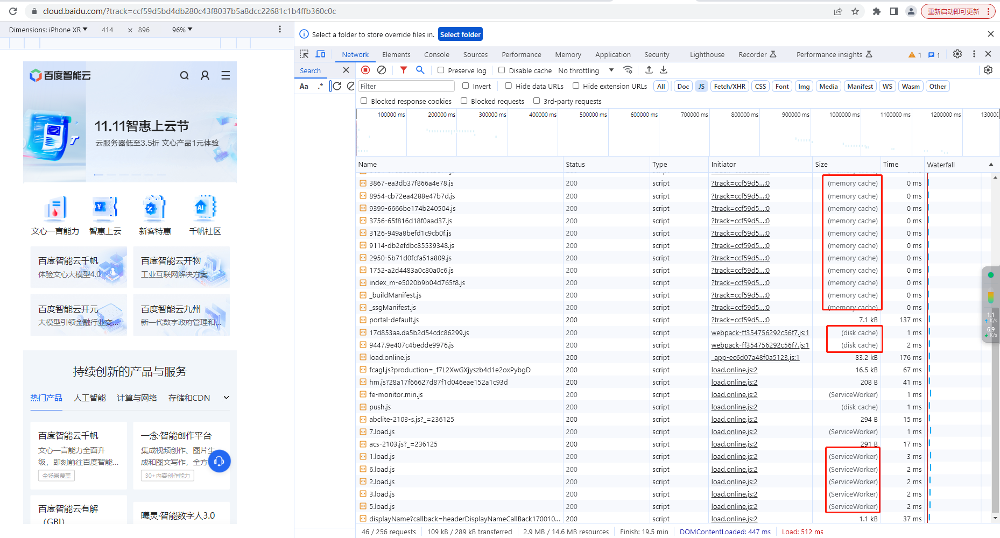 cloud.baidu.com/?track=ccf59d5bd4db280c43f8037b5a8dcc22681c1b4ffb360c0c
重新启动即可更新
Dimensions: iPhone XR 414 × 896 96%
百度智能云
11.11智惠上云节
云服务器低至3.5折 文心产品1元体验
文心一言能力 智惠上云 新客特惠 千帆社区
百度智能云千帆
体验文心大模型4.0
百度智能云开物
工业互联网解决方案
百度智能云开元
大模型引领金融行业变...
百度智能云九州
新一代数字政府管理和...
持续创新的产品与服务
热门产品 人工智能 计算与网络 存储和CDN
百度智能云千帆
文心一言能力全面升
级，即刻前往百度智能...
全场景覆盖
一念·智能创作平台
集成视频创作、图片生
成和图文写作，全方
30+内容创作能力
百度智能云有解
（GBI）
曦灵·智能数字人3.0
Select a folder to store override files in. Select folder
Network Elements Console Sources Performance Memory Application Security Lighthouse Recorder Performance insights 1 1
Search
Aa .*
Preserve log Disable cache No throttling
Filter Invert Hide data URLs Hide extension URLs All Doc JS Fetch/XHR CSS Font Img Media Manifest WS Wasm Other
Blocked response cookies Blocked requests 3rd-party requests
100000 ms 200000 ms 300000 ms 400000 ms 500000 ms 600000 ms 700000 ms 800000 ms 900000 ms 1000000 ms 1100000 ms 1200000 ms 130000
Name Status Type Initiator Size Time Waterfall
3867-ea3db37f866a4e78.js 200 script ?track=ccf59d5...:0 (memory cache) 0 ms
8954-cb72ea4288e47b7d.js 200 script ?track=ccf59d5...:0 (memory cache) 0 ms
9399-6666be174b240504.js 200 script ?track=ccf59d5...:0 (memory cache) 0 ms
3756-65f816d18f0aad37.js 200 script ?track=ccf59d5...:0 (memory cache) 0 ms
3126-949a8befd1c9cb0f.js 200 script ?track=ccf59d5...:0 (memory cache) 0 ms
9114-db2efdbc85539348.js 200 script ?track=ccf59d5...:0 (memory cache) 0 ms
2950-5b71d0fcfa51a809.js 200 script ?track=ccf59d5...:0 (memory cache) 0 ms
1752-a2d4483a0c80a0c6.js 200 script ?track=ccf59d5...:0 (memory cache) 0 ms
index_m-e5020b9b04d765f8.js 200 script ?track=ccf59d5...:0 (memory cache) 0 ms
_buildManifest.js 200 script ?track=ccf59d5...:0 (memory cache) 0 ms
_ssgManifest.js 200 script ?track=ccf59d5...:0 (memory cache) 0 ms
portal-default.js 200 script ?track=ccf59d5...:0 7.1 kB 137 ms
17d853aa.da5b2d54cdc86299.js 200 script webpack-ff354756292c56f7.js:1 (disk cache) 1 ms
9447.9e407c4bedde9976.js 200 script webpack-ff354756292c56f7.js:1 (disk cache) 2 ms
load.online.js 200 script _app-ec6d07a48f0a5123.js:1 83.2 kB 176 ms
fcagl.js?production=_f7L2XwGXjyszb4d1e2oxPybgD 200 script load.online.js:2 16.5 kB 67 ms
hm.js?28a17f66627d87f1d046eae152a1c93d 200 script load.online.js:2 208 B 41 ms
fe-monitor.min.js 200 script load.online.js:2 (ServiceWorker) 1 ms
push.js 200 script load.online.js:2 (disk cache) 1 ms
abclite-2103-s.js?_=236125 200 script load.online.js:2 294 B 15 ms
7.load.js 200 script load.online.js:2 (ServiceWorker) 1 ms
acs-2103.js?_=236125 200 script load.online.js:2 291 B 17 ms
1.load.js 200 script load.online.js:2 (ServiceWorker) 3 ms
6.load.js 200 script load.online.js:2 (ServiceWorker) 2 ms
2.load.js 200 script load.online.js:2 (ServiceWorker) 2 ms
3.load.js 200 script load.online.js:2 (ServiceWorker) 2 ms
5.load.js 200 script load.online.js:2 (ServiceWorker) 2 ms
displayName?callback=headerDisplayNameCallBack170010... 200 script load.online.js:2 1.1 kB 37 ms
46 / 256 requests 109 kB / 289 kB transferred 2.9 MB / 14.6 MB resources Finish: 19.5 min DOMContentLoaded: 447 ms Load: 512 ms
1.1
K/s
6.9
K/s